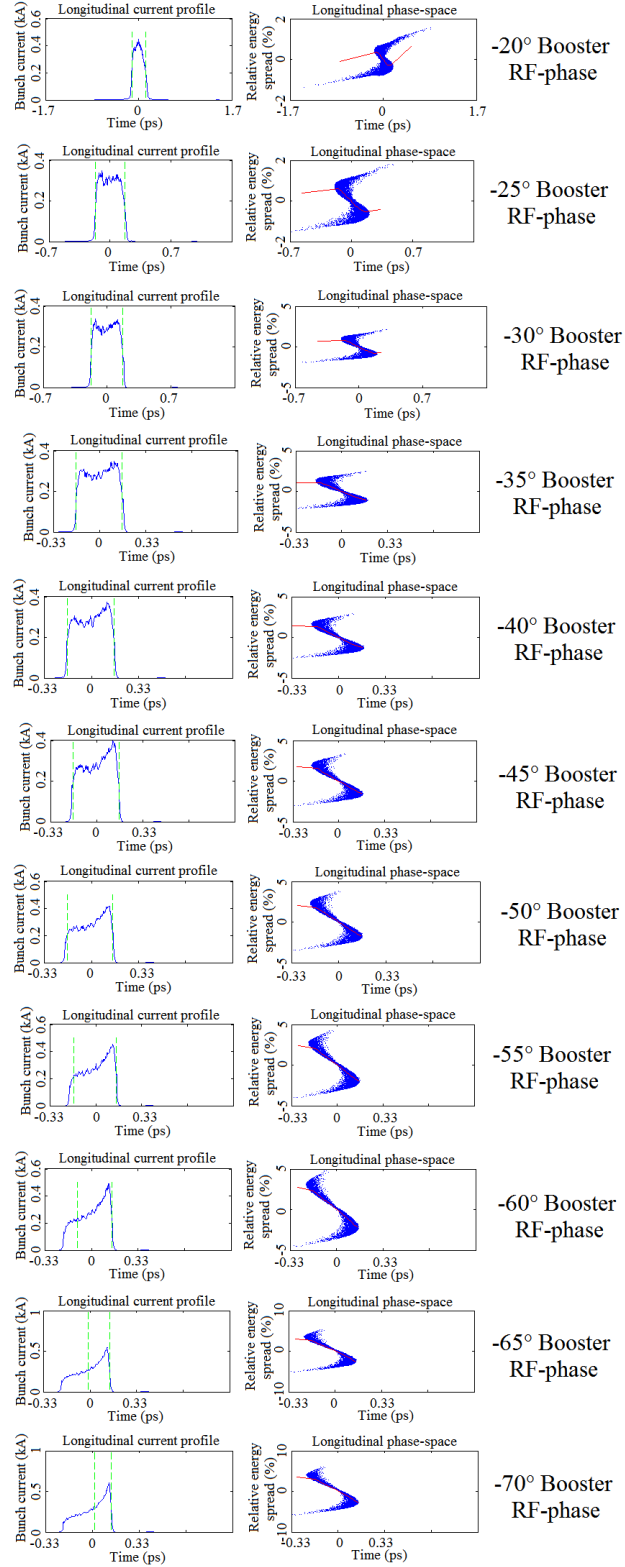 Longitudinal current profile
Bunch current (kA)
0.6
0.4
0.2
0
-1.7
0
1.7
Time (ps)
Longitudinal phase-space
Relative energy
spread (%)
2
0
-2
-1.7
0
1.7
Time (ps)
-20° Booster
RF-phase
Longitudinal current profile
Bunch current (kA)
0.4
0.2
0
-0.7
0
0.7
Time (ps)
Longitudinal phase-space
Relative energy
spread (%)
2
0
-2
-0.7
0
0.7
Time (ps)
-25° Booster
RF-phase
Longitudinal current profile
Bunch current (kA)
0.4
0.2
0
-0.7
0
0.7
Time (ps)
Longitudinal phase-space
Relative energy
spread (%)
5
0
-5
-0.7
0
0.7
Time (ps)
-30° Booster
RF-phase
Longitudinal current profile
Bunch current (kA)
0.4
0.2
0
-0.33
0
0.33
Time (ps)
Longitudinal phase-space
Relative energy
spread (%)
5
0
-5
-0.33
0
0.33
Time (ps)
-35° Booster
RF-phase
Longitudinal current profile
Bunch current (kA)
0.4
0.2
0
-0.33
0
0.33
Time (ps)
Longitudinal phase-space
Relative energy
spread (%)
5
0
-5
-0.33
0
0.33
Time (ps)
-40° Booster
RF-phase
Longitudinal current profile
Bunch current (kA)
0.4
0.2
0
-0.33
0
0.33
Time (ps)
Longitudinal phase-space
Relative energy
spread (%)
5
0
-5
-0.33
0
0.33
Time (ps)
-45° Booster
RF-phase
Longitudinal current profile
Bunch current (kA)
0.6
0.4
0.2
0
-0.33
0
0.33
Time (ps)
Longitudinal phase-space
Relative energy
spread (%)
5
0
-5
-0.33
0
0.33
Time (ps)
-50° Booster
RF-phase
Longitudinal current profile
Bunch current (kA)
0.6
0.4
0.2
0
-0.33
0
0.33
Time (ps)
Longitudinal phase-space
Relative energy
spread (%)
5
0
-5
-0.33
0
0.33
Time (ps)
-55° Booster
RF-phase
Longitudinal current profile
Bunch current (kA)
0.6
0.4
0.2
0
-0.33
0
0.33
Time (ps)
Longitudinal phase-space
Relative energy
spread (%)
5
0
-5
-0.33
0
0.33
Time (ps)
-60° Booster
RF-phase
Longitudinal current profile
Bunch current (kA)
1
0.5
0
-0.33
0
0.33
Time (ps)
Longitudinal phase-space
Relative energy
spread (%)
10
5
0
-5
-10
-0.33
0
0.33
Time (ps)
-65° Booster
RF-phase
Longitudinal current profile
Bunch current (kA)
1
0.5
0
-0.33
0
0.33
Time (ps)
Longitudinal phase-space
Relative energy
spread (%)
10
5
0
-5
-10
-0.33
0
0.33
Time (ps)
-70° Booster
RF-phase